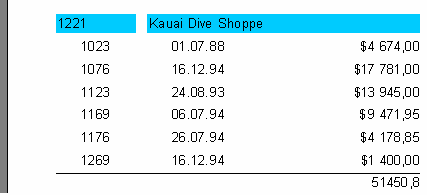 1221 Kauai Dive Shoppe
1023 01.07.88 $4 674,00
1076 16.12.94 $17 781,00
1123 24.08.93 $13 945,00
1169 06.07.94 $9 471,95
1176 26.07.94 $4 178,85
1269 16.12.94 $1 400,00
51450,8